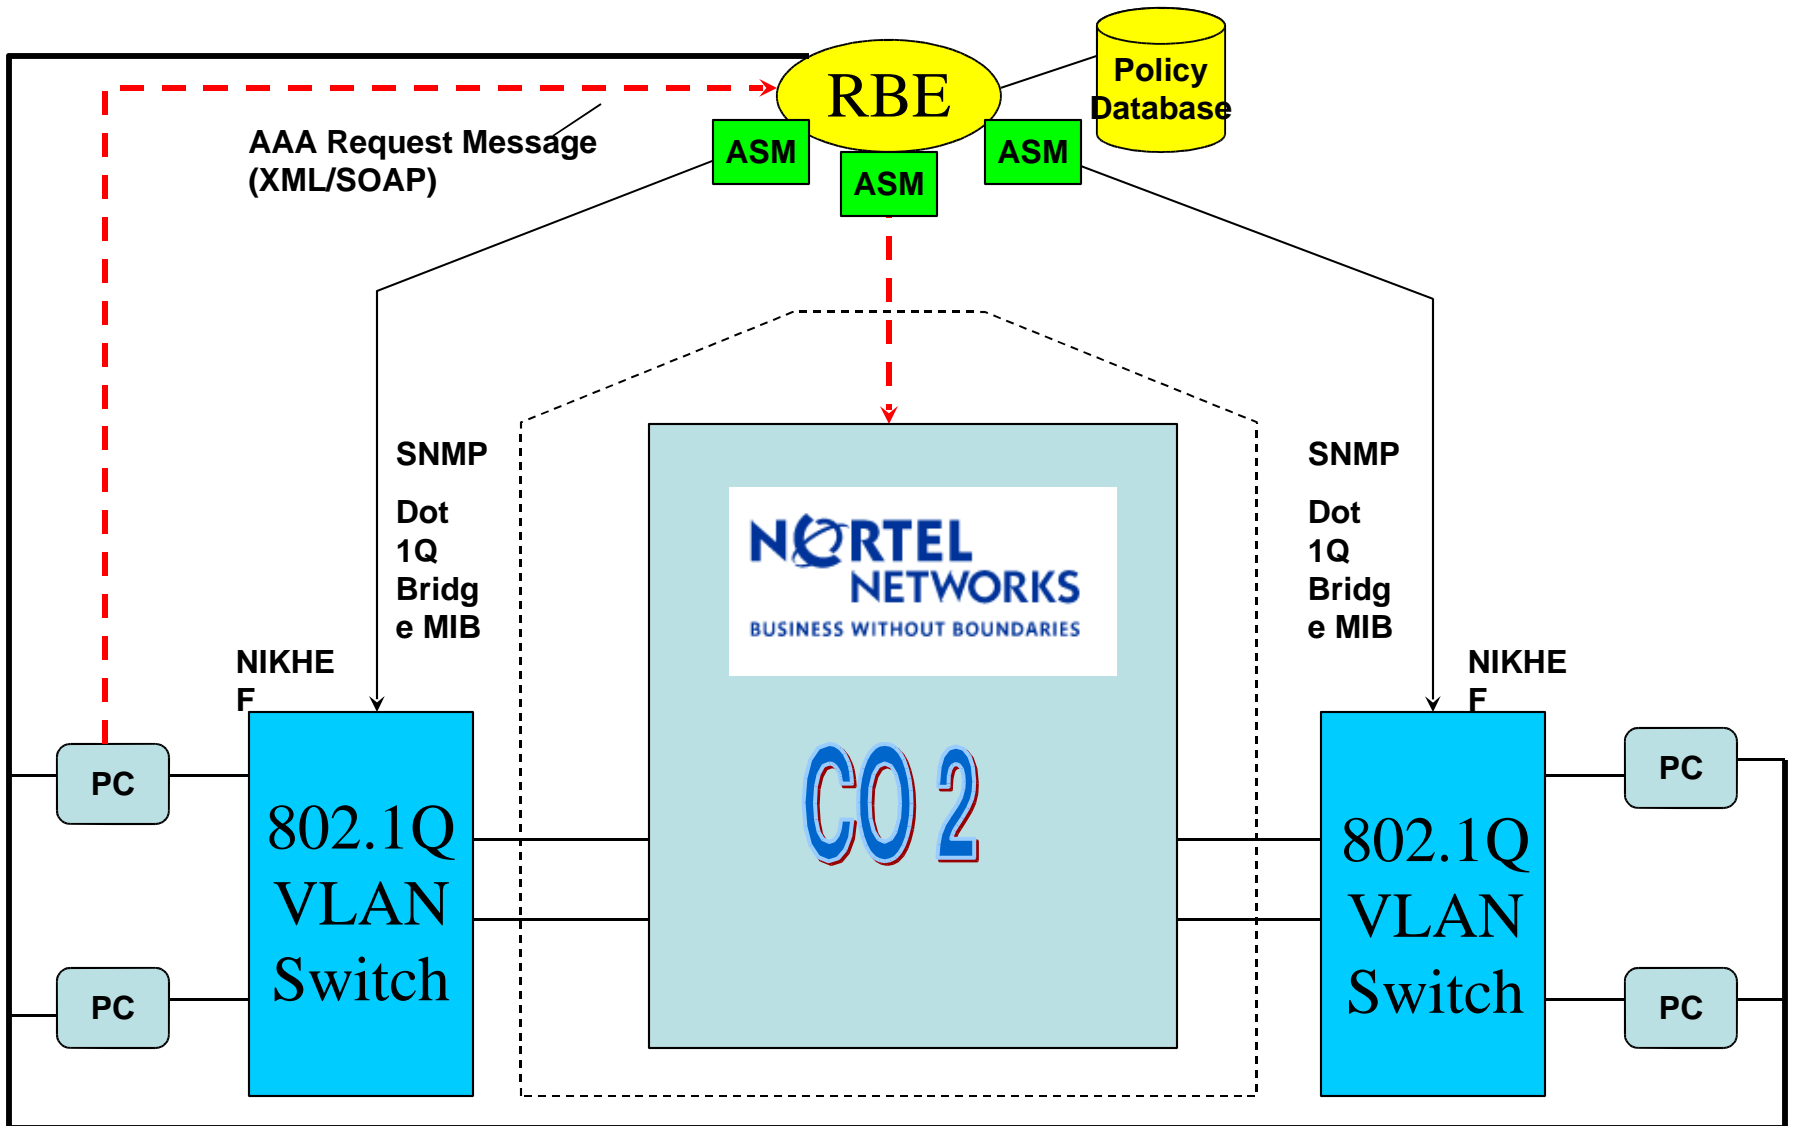 RBE
Policy
Database
AAA Request Message
(XML/SOAP)
ASM
ASM
ASM
SNMP
Dot
1Q
Bridg
e MIB
SNMP
Dot
1Q
Bridg
e MIB
NORTEL
NETWORKS
BUSINESS WITHOUT BOUNDARIES
NIKHE
F
NIKHE
F
PC
802.1Q
VLAN
Switch
CO 2
802.1Q
VLAN
Switch
PC
PC
PC